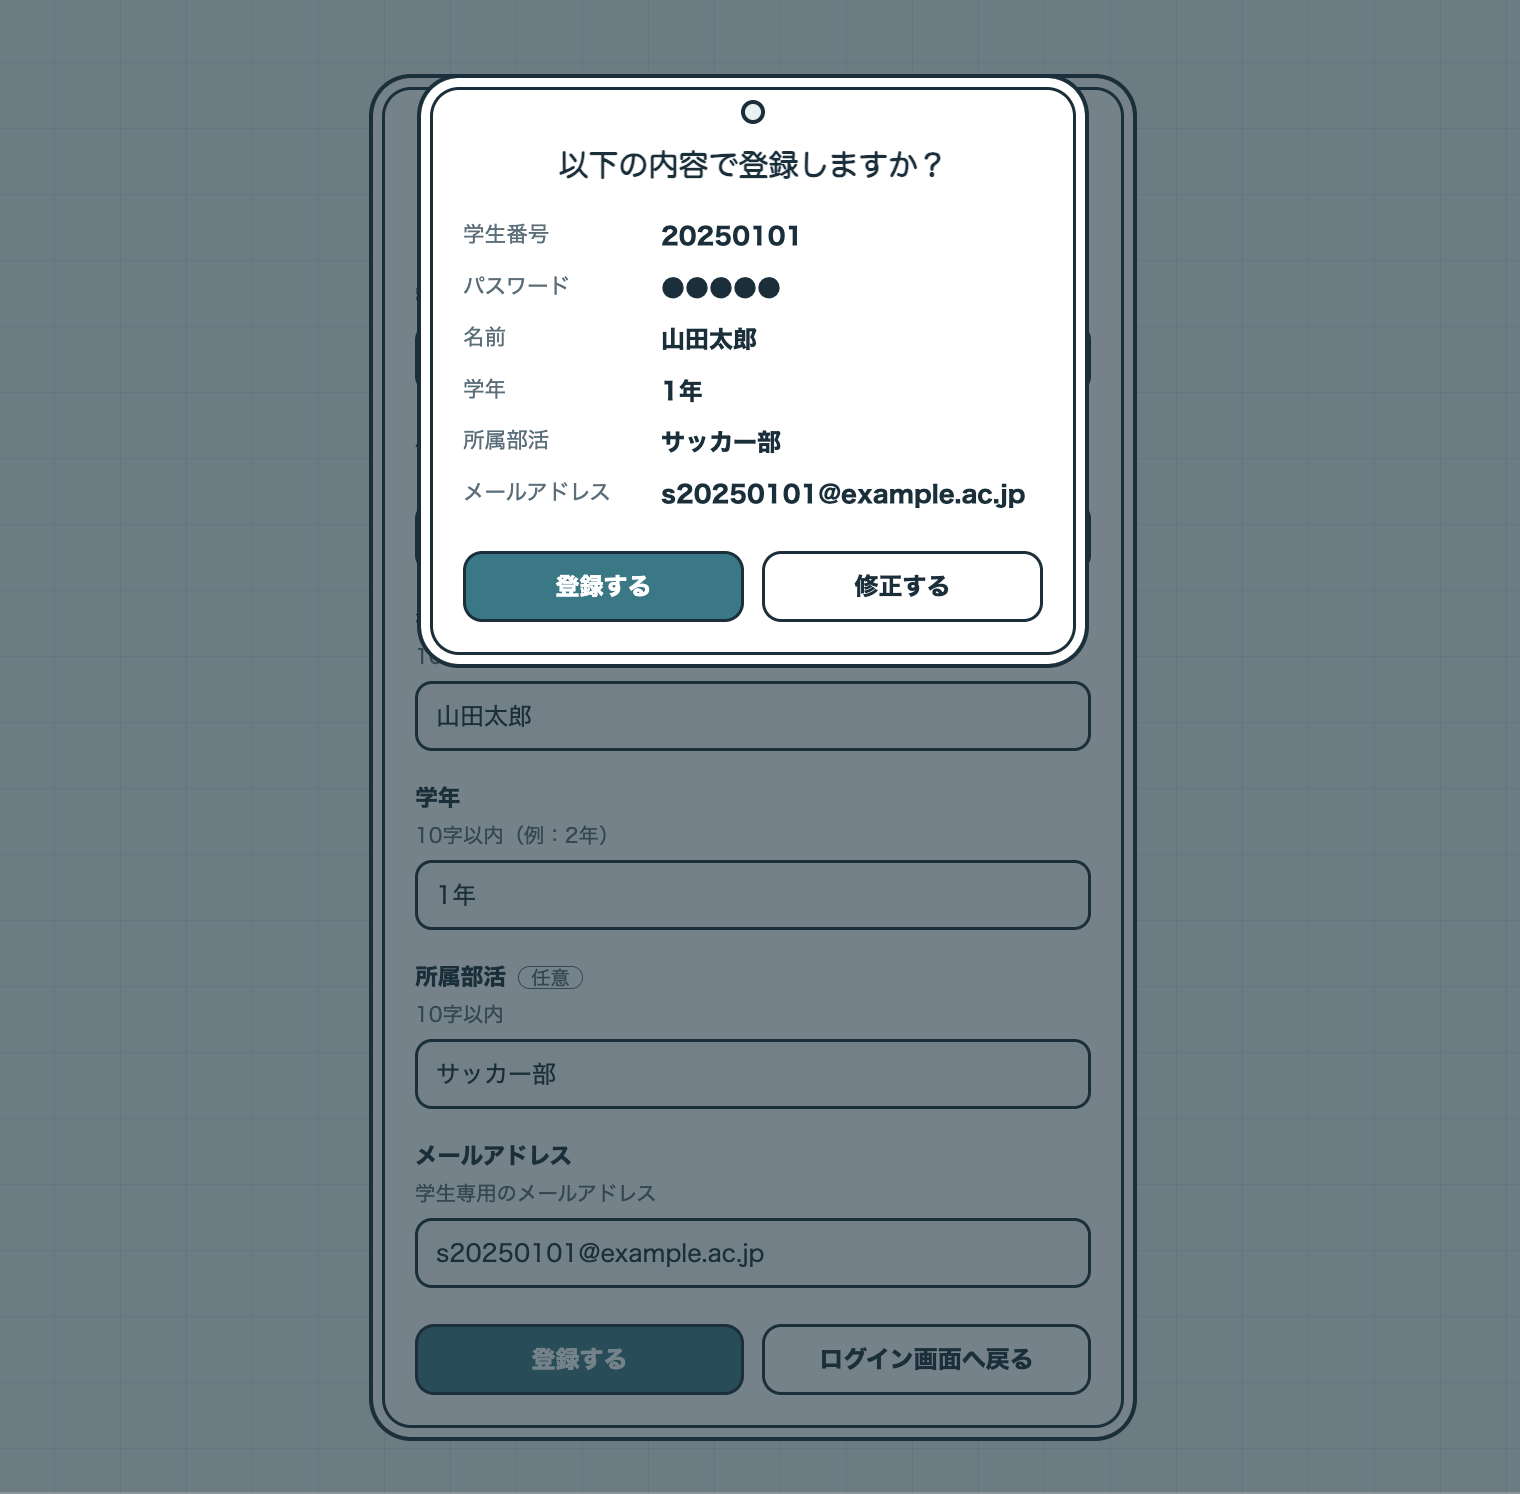 以下の内容で登録しますか？
学生番号 20250101
パスワード ●●●●●
名前 山田太郎
学年 1年
所属部活 サッカー部
メールアドレス s20250101@example.ac.jp
登録する 修正する
山田太郎
学年
10字以内（例：2年）
1年
所属部活 任意
10字以内
サッカー部
メールアドレス
学生専用のメールアドレス
s20250101@example.ac.jp
登録する ログイン画面へ戻る